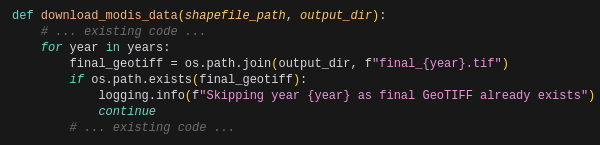 def download_modis_data(shapefile_path, output_dir):
    # ... existing code ...
    for year in years:
        final_geotiff = os.path.join(output_dir, f"final_{year}.tif")
        if os.path.exists(final_geotiff):
            logging.info(f"Skipping year {year} as final GeoTIFF already exists")
            continue
        # ... existing code ...